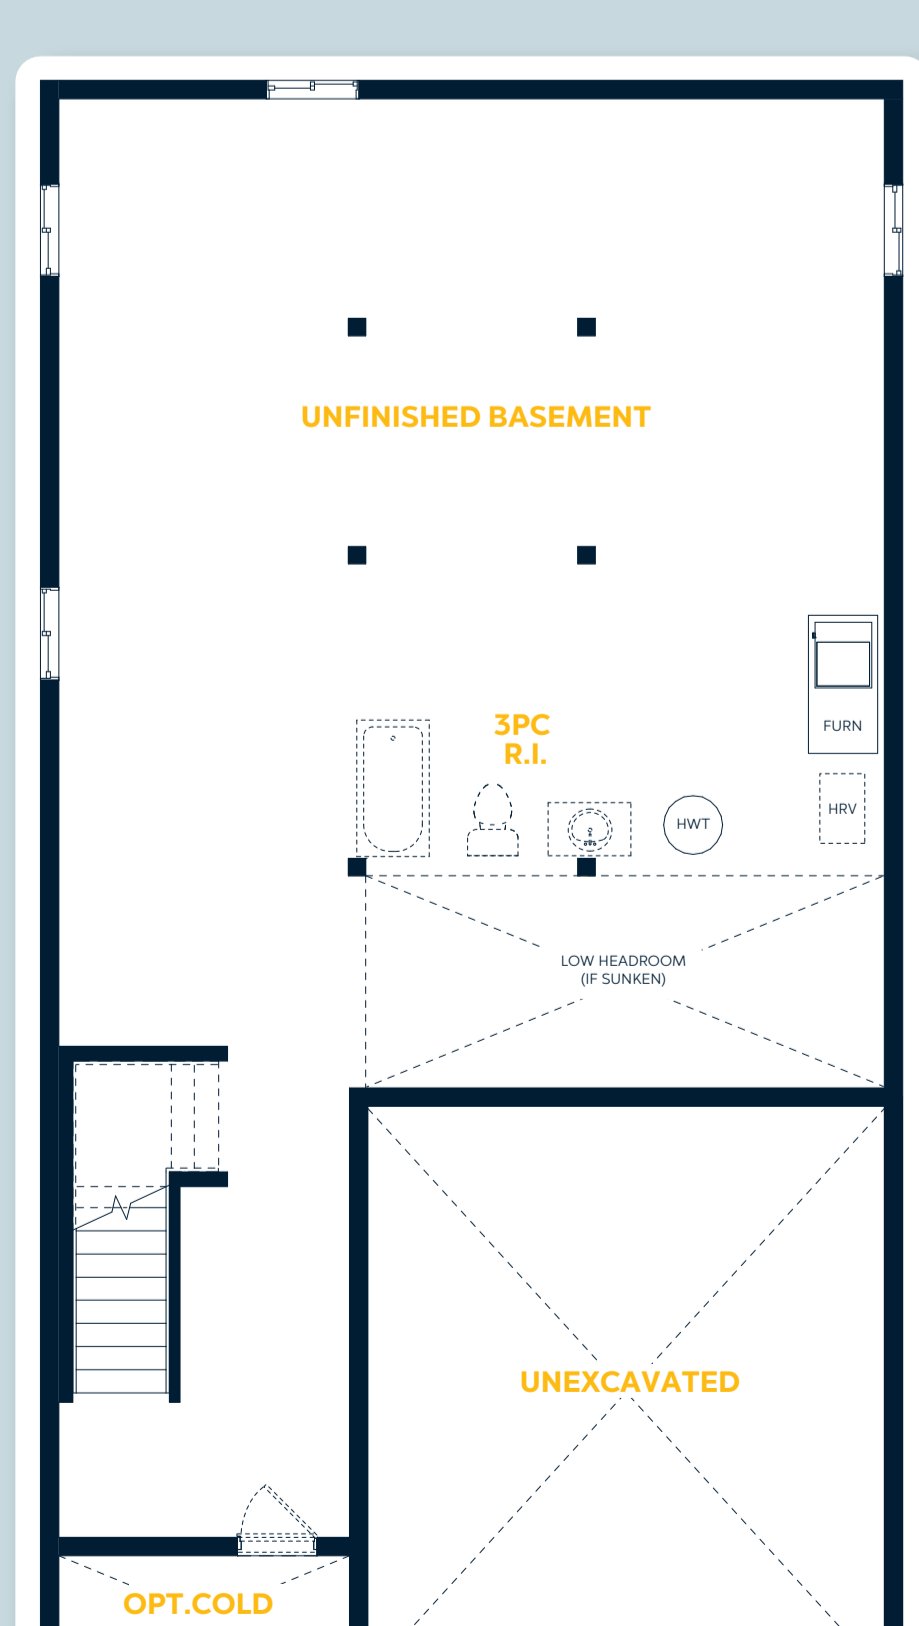 UNFINISHED BASEMENT
3PC
R.I.
FURN
HRV
HWT
LOW HEADROOM
(IF SUNKEN)
UNEXCAVATED
OPT.COLD